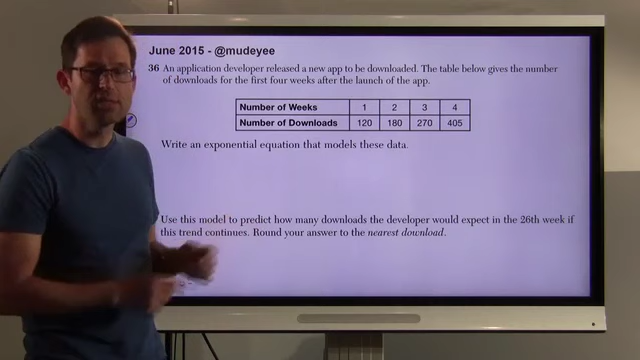 June 2015 - @mudeyee
36 An application developer released a new app to be downloaded. The table below gives the number
of downloads for the first four weeks after the launch of the app.
Number of Weeks 1 2 3 4
Number of Downloads 120 180 270 405
Write an exponential equation that models these data.
Use this model to predict how many downloads the developer would expect in the 26th week if
this trend continues. Round your answer to the nearest download.